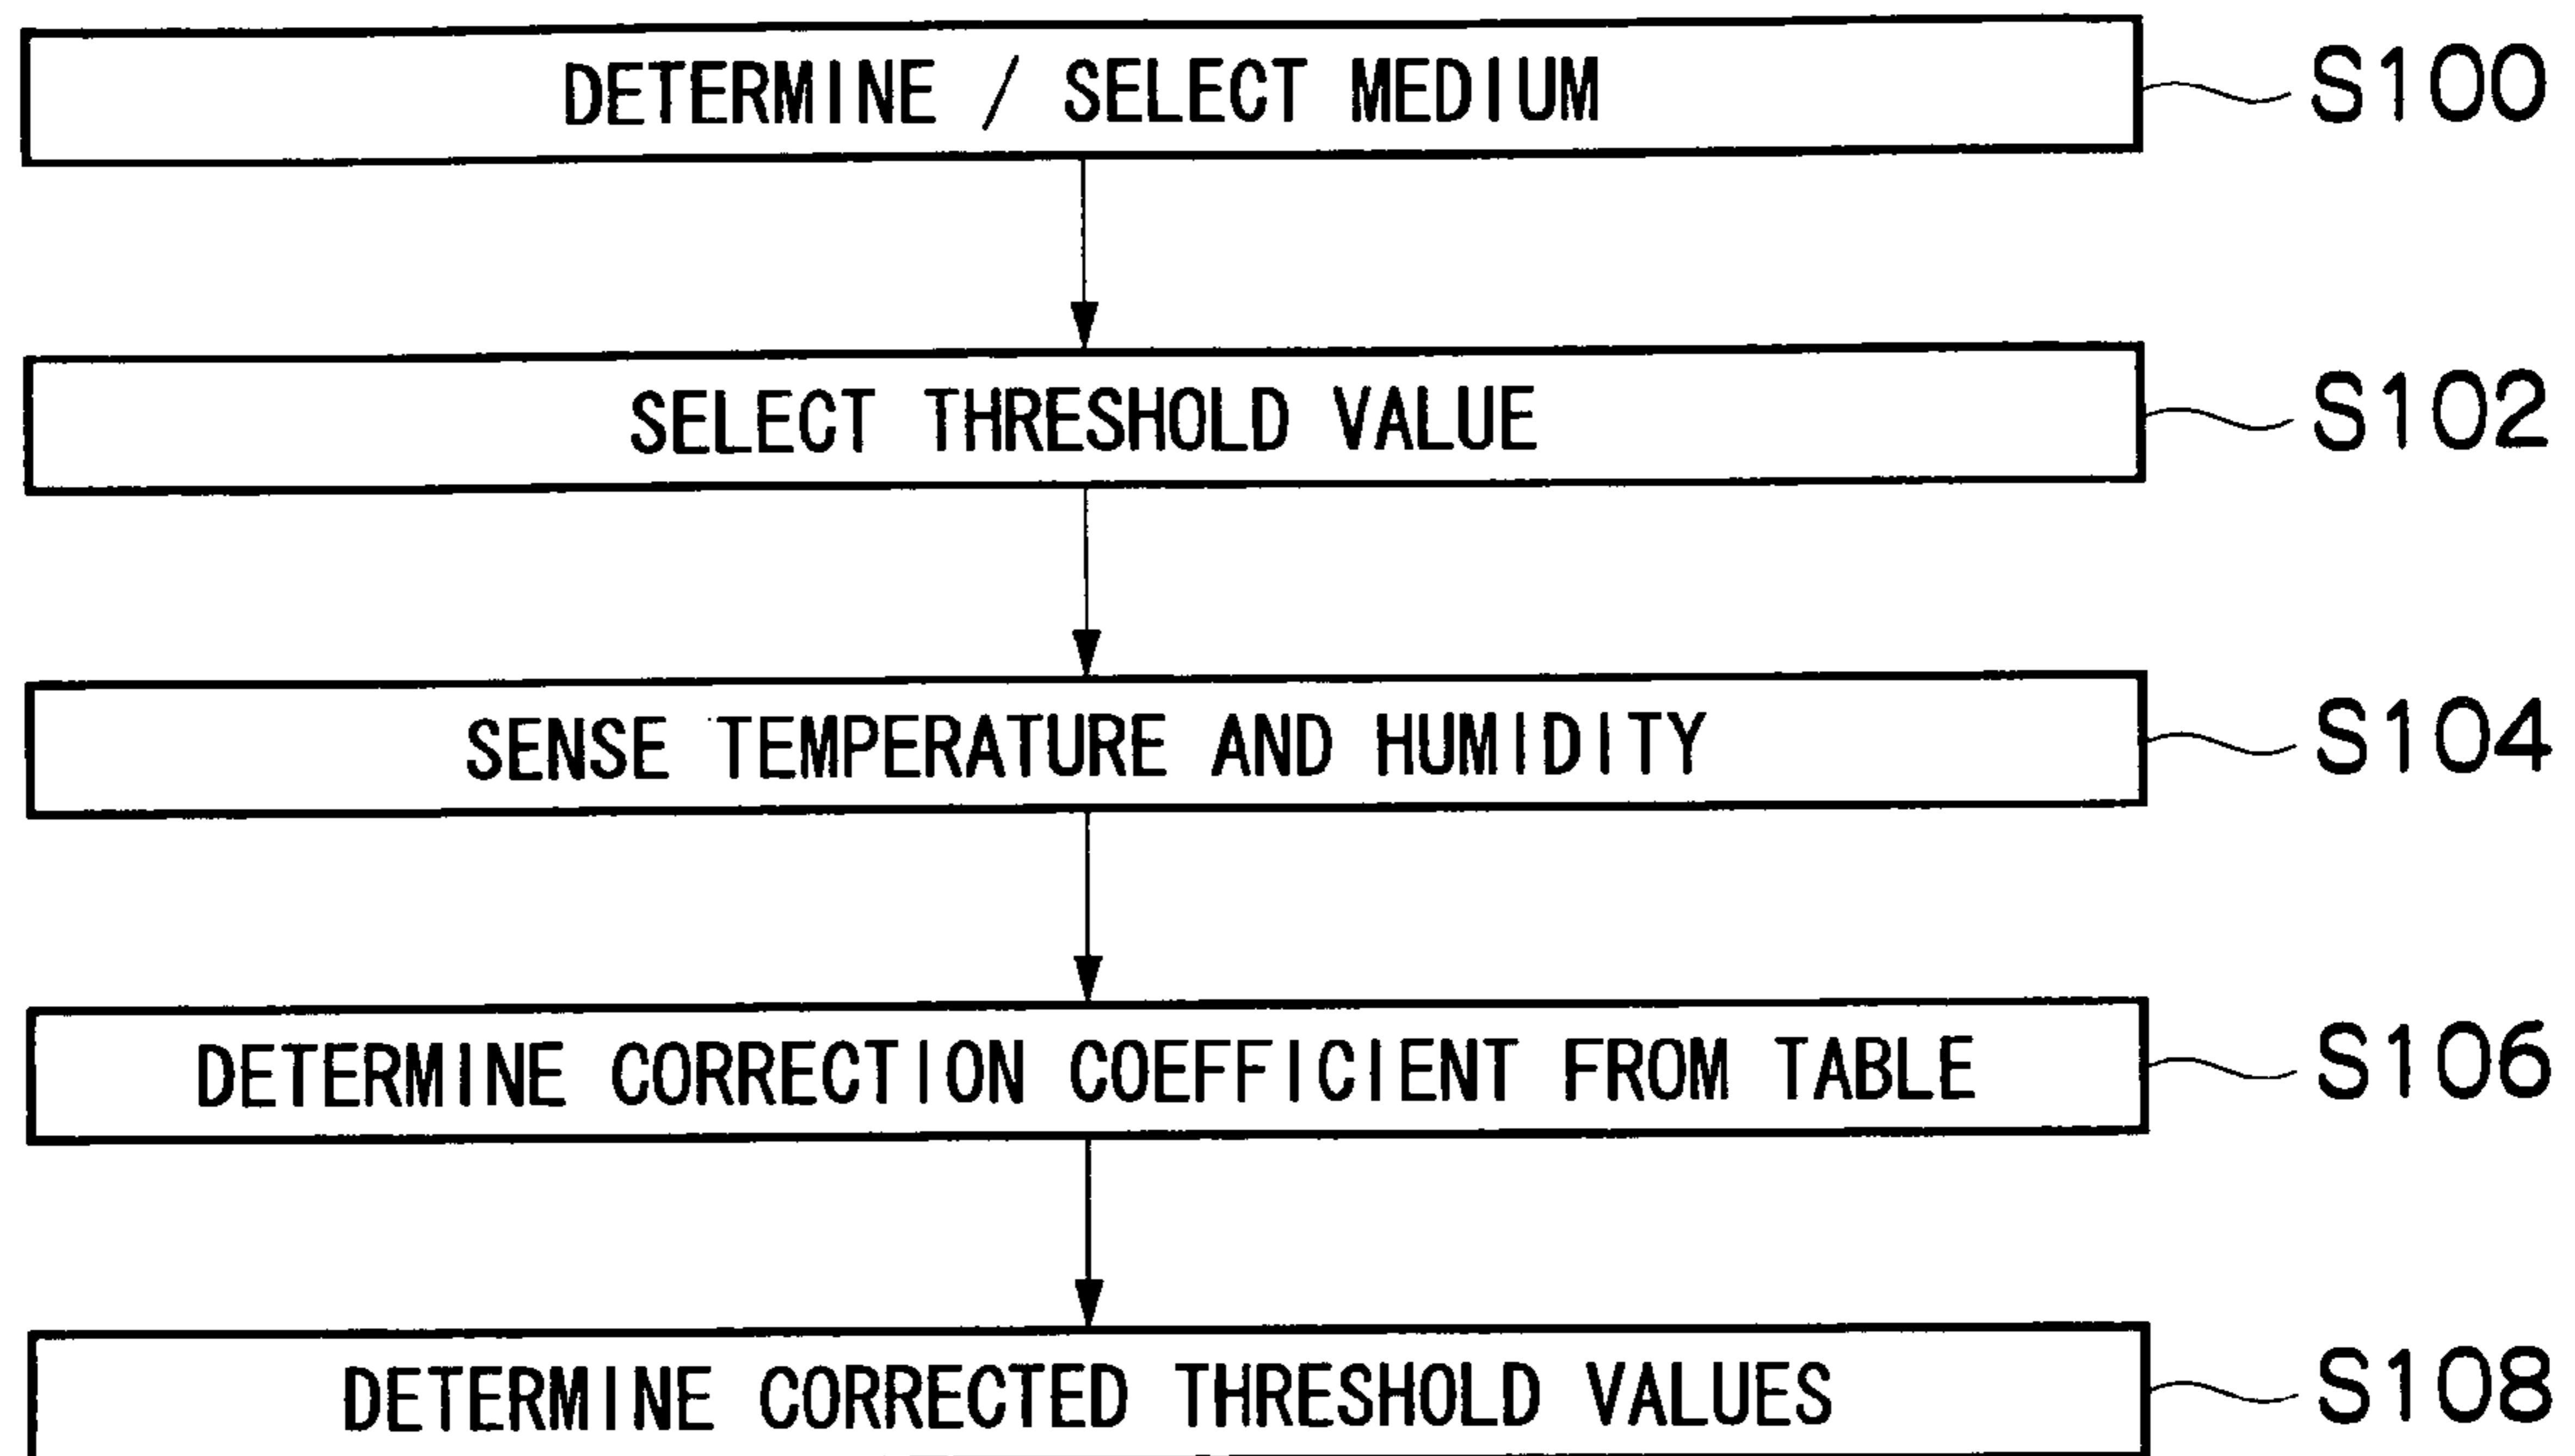 DETERMINE / SELECT MEDIUM S100
SELECT THRESHOLD VALUE S102
SENSE TEMPERATURE AND HUMIDITY S104
DETERMINE CORRECTION COEFFICIENT FROM TABLE S106
DETERMINE CORRECTED THRESHOLD VALUES S108